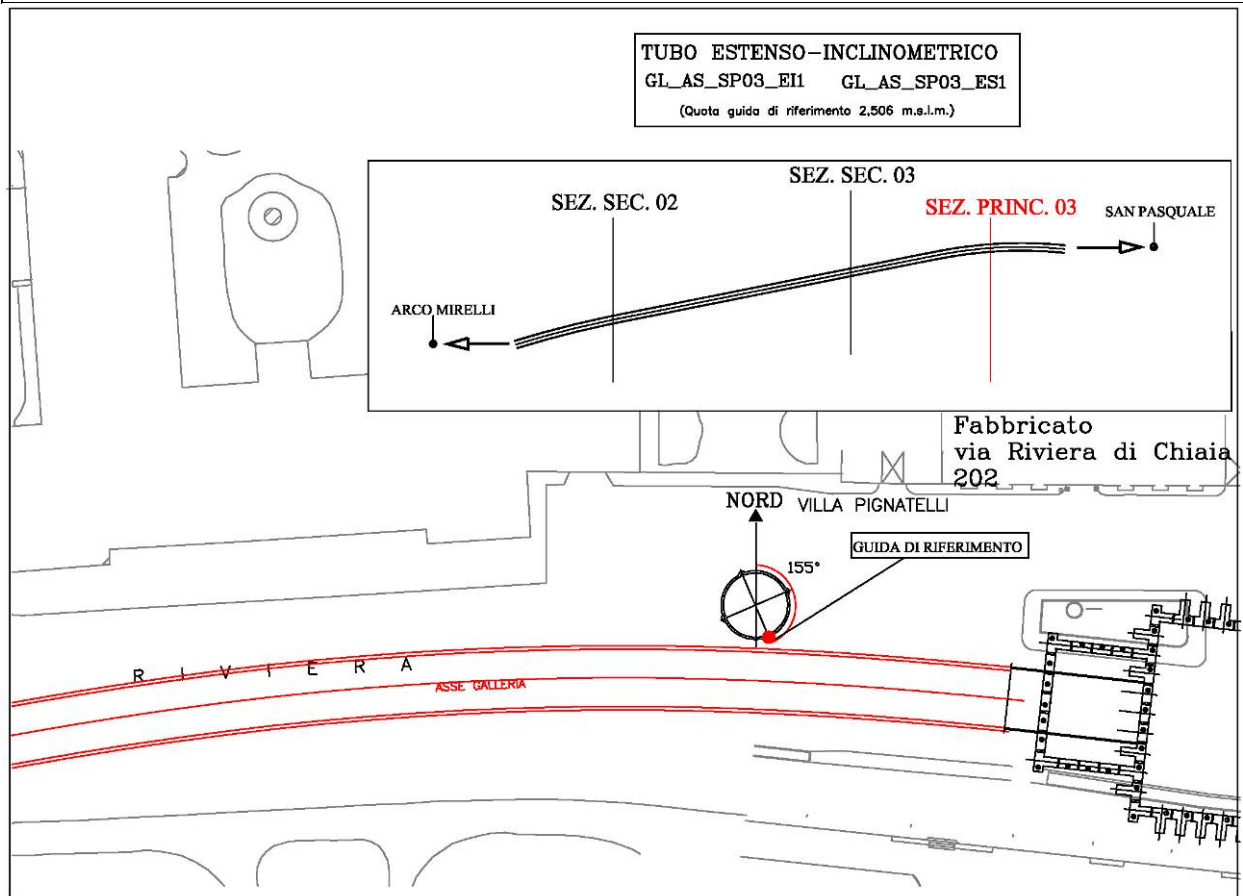 TUBO ESTENSO-INCLINOMETRICO
GL_AS_SP03_EI1 GL_AS_SP03_ES1
(Quota guida di riferimento 2,506 m.s.l.m.)
SEZ. SEC. 03
SEZ. SEC. 02
SEZ. PRINC. 03
SAN PASQUALE
ARCO MIRELLI
Fabbricato
via Riviera di Chiaia
202
NORD
VILLA PIGNATELLI
GUIDA DI RIFERIMENTO
155°
RIVIERA
ASSE GALLERIA